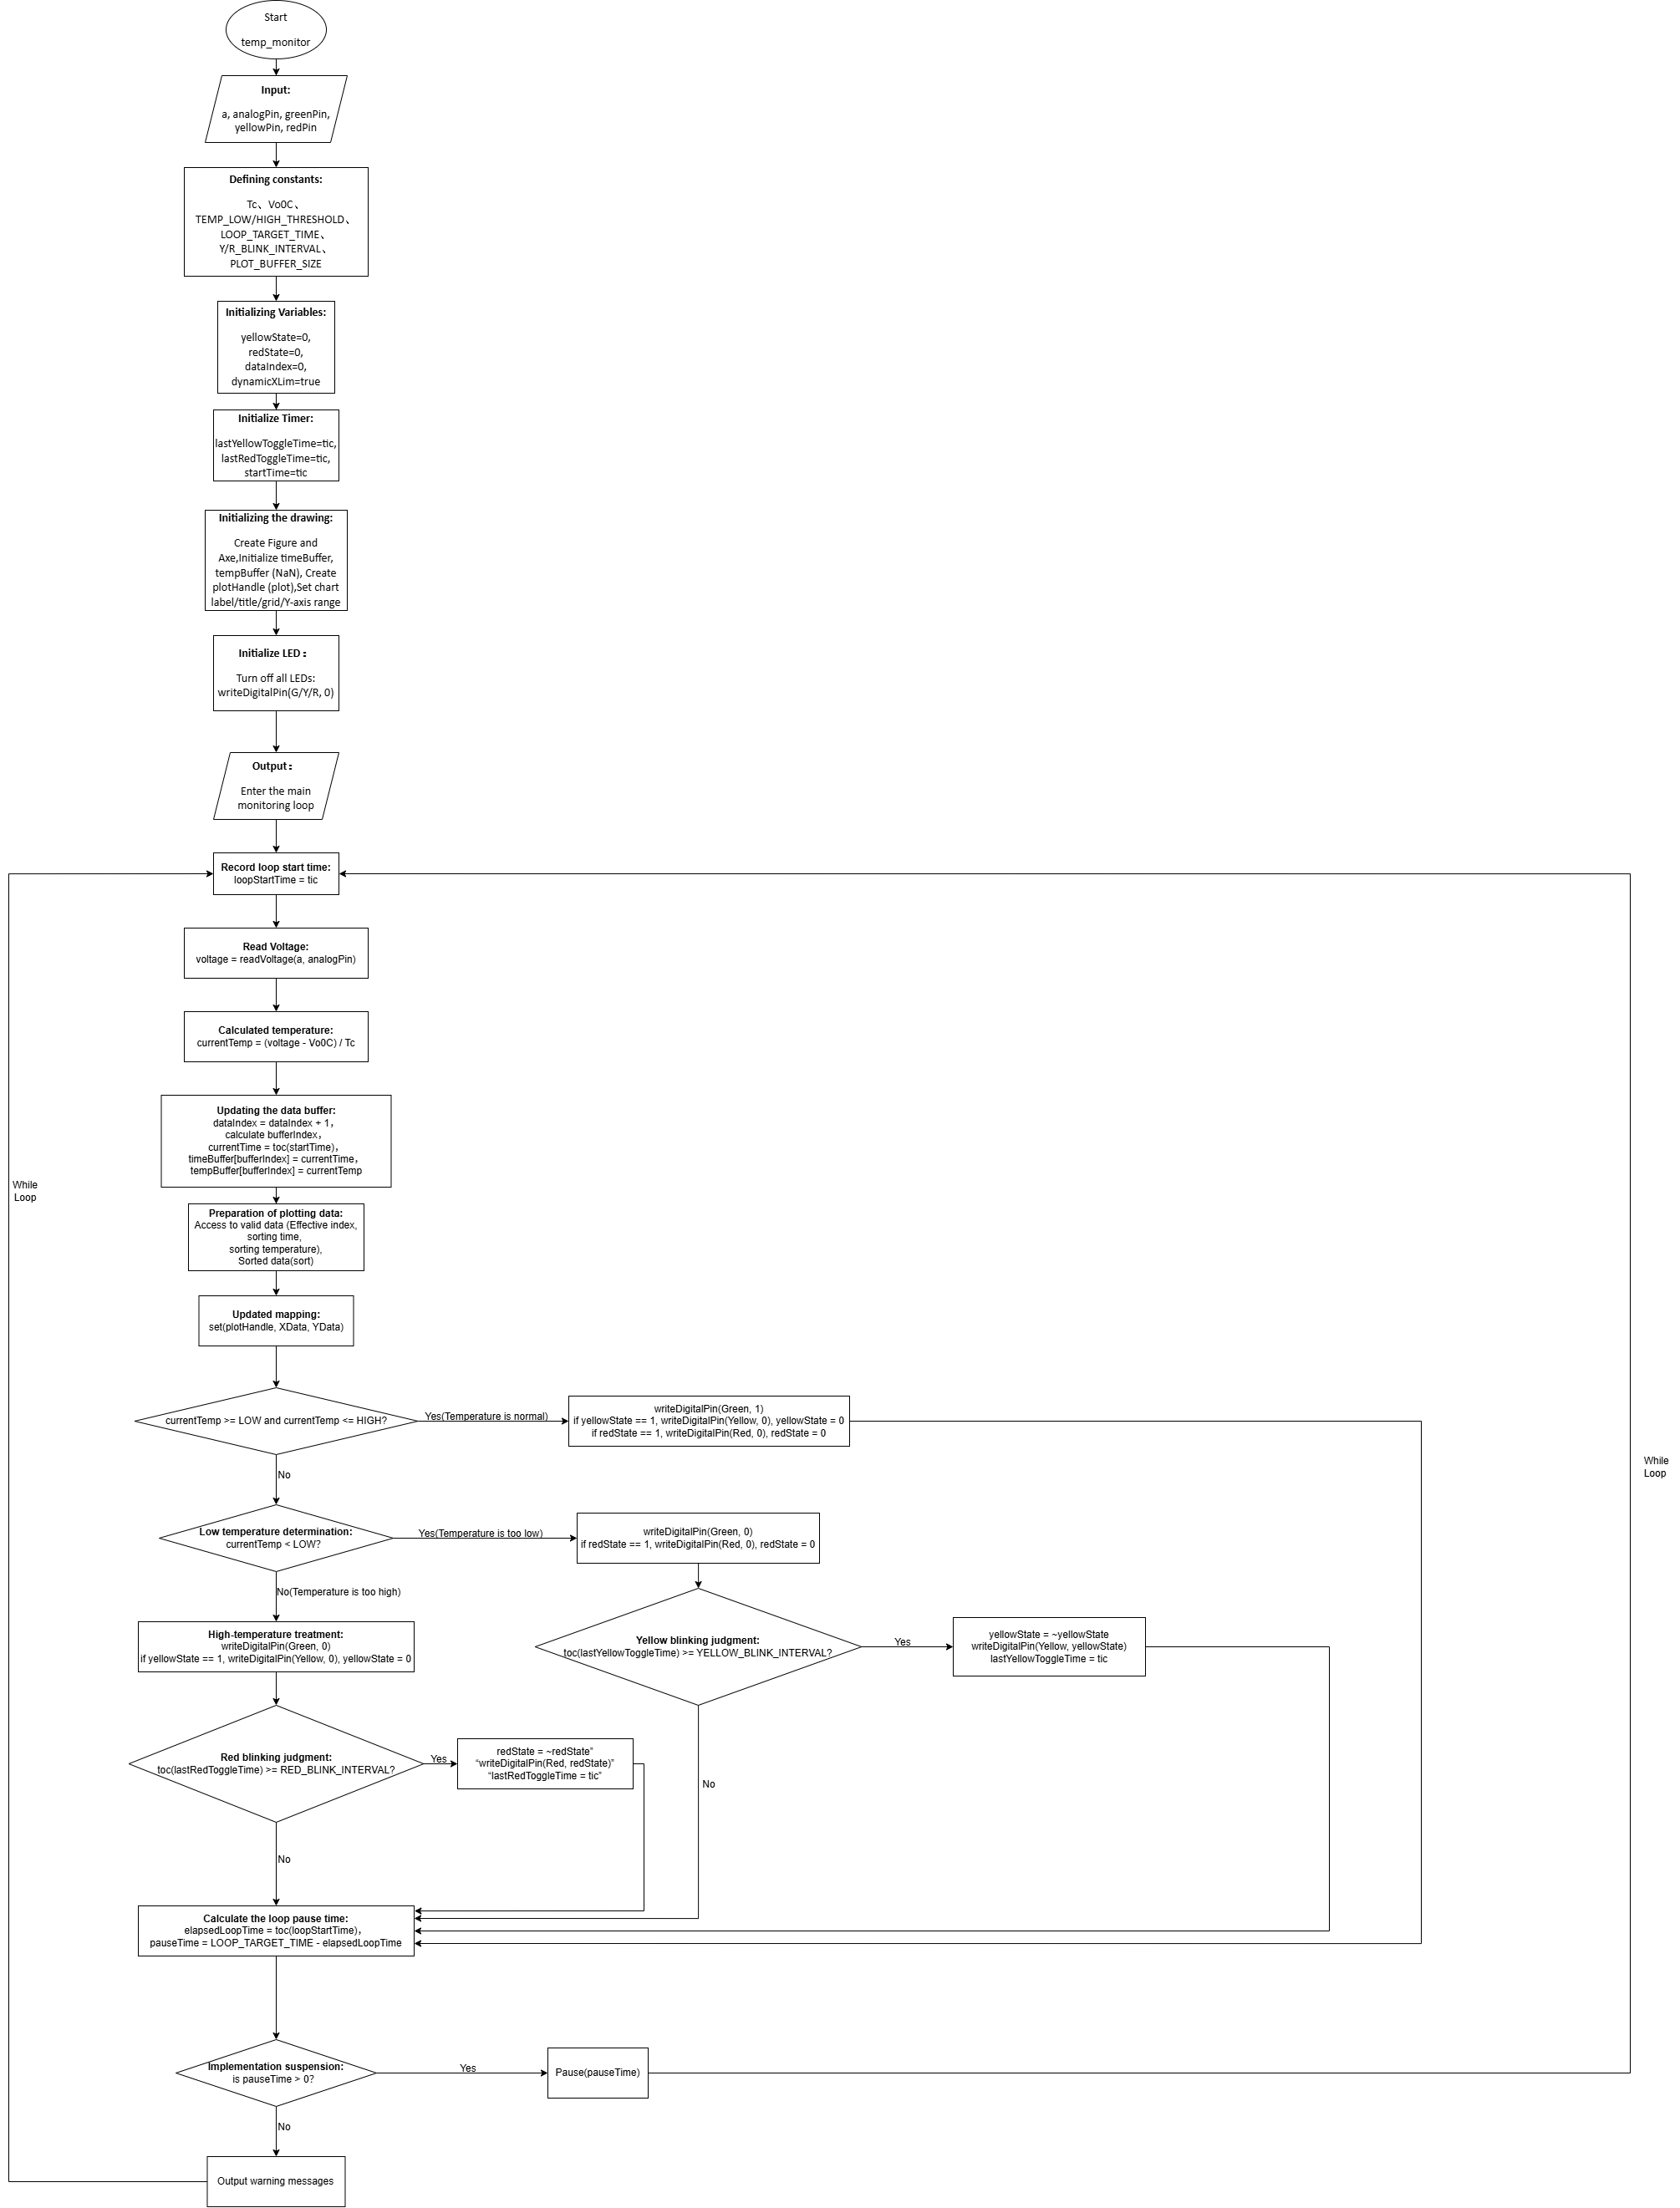 Start
temp_monitor
Input:
a, analogPin, greenPin,
yellowPin, redPin
Defining constants:
Tc、Vo0C、
TEMP_LOW/HIGH_THRESHOLD、
LOOP_TARGET_TIME、
Y/R_BLINK_INTERVAL、
PLOT_BUFFER_SIZE
Initializing Variables:
yellowState=0,
redState=0,
dataIndex=0,
dynamicXLim=true
Initialize Timer:
lastYellowToggleTime=tic,
lastRedToggleTime=tic,
startTime=tic
Initializing the drawing:
Create Figure and
Axe,Initialize timeBuffer,
tempBuffer (NaN), Create
plotHandle (plot),Set chart
label/title/grid/Y-axis range
Initialize LED：
Turn off all LEDs:
writeDigitalPin(G/Y/R, 0)
Output：
Enter the main
monitoring loop
Record loop start time:
loopStartTime = tic
Read Voltage:
voltage = readVoltage(a, analogPin)
Calculated temperature:
currentTemp = (voltage - Vo0C) / Tc
Updating the data buffer:
dataIndex = dataIndex + 1，
calculate bufferIndex，
currentTime = toc(startTime)，
timeBuffer[bufferIndex] = currentTime，
tempBuffer[bufferIndex] = currentTemp
While
Loop
Preparation of plotting data:
Access to valid data (Effective index,
sorting time,
sorting temperature),
Sorted data(sort)
Updated mapping:
set(plotHandle, XData, YData)
currentTemp >= LOW and currentTemp <= HIGH?
Yes(Temperature is normal)
writeDigitalPin(Green, 1)
if yellowState == 1, writeDigitalPin(Yellow, 0), yellowState = 0
if redState == 1, writeDigitalPin(Red, 0), redState = 0
While
Loop
No
Low temperature determination:
currentTemp < LOW?
Yes(Temperature is too low)
writeDigitalPin(Green, 0)
if redState == 1, writeDigitalPin(Red, 0), redState = 0
No(Temperature is too high)
High-temperature treatment:
writeDigitalPin(Green, 0)
if yellowState == 1, writeDigitalPin(Yellow, 0), yellowState = 0
Yellow blinking judgment:
toc(lastYellowToggleTime) >= YELLOW_BLINK_INTERVAL?
Yes
yellowState = ~yellowState
writeDigitalPin(Yellow, yellowState)
lastYellowToggleTime = tic
Red blinking judgment:
toc(lastRedToggleTime) >= RED_BLINK_INTERVAL?
Yes
redState = ~redState”
“writeDigitalPin(Red, redState)”
“lastRedToggleTime = tic”
No
No
Calculate the loop pause time:
elapsedLoopTime = toc(loopStartTime)，
pauseTime = LOOP_TARGET_TIME - elapsedLoopTime
Implementation suspension:
is pauseTime > 0?
Yes
Pause(pauseTime)
No
Output warning messages